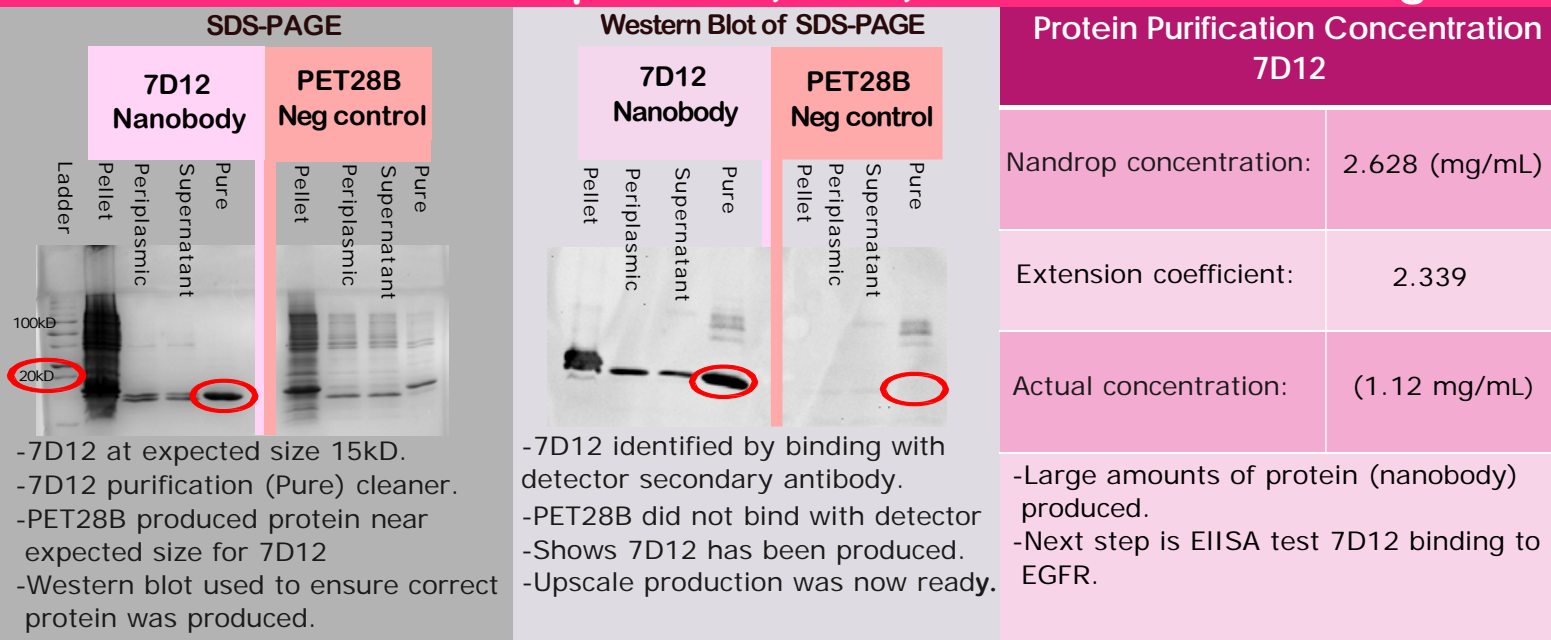 SDS-PAGE
7D12
Nanobody
PET28B
Neg control
Ladder
Pellet
Periplasmic
Supernatant
Pure
Pellet
Periplasmic
Supernatant
Pure
100kD
20kD
-7D12 at expected size 15kD.
-7D12 purification (Pure) cleaner.
-PET28B produced protein near
expected size for 7D12
-Western blot used to ensure correct
protein was produced.
Western Blot of SDS-PAGE
7D12
Nanobody
PET28B
Neg control
Pellet
Periplasmic
Supernatant
Pure
Pellet
Periplasmic
Supernatant
Pure
-7D12 identified by binding with
detector secondary antibody.
-PET28B did not bind with detector
-Shows 7D12 has been produced.
-Upscale production was now ready.
Protein Purification Concentration
7D12
Nandrop concentration: 2.628 (mg/mL)
Extension coefficient: 2.339
Actual concentration: (1.12 mg/mL)
-Large amounts of protein (nanobody)
produced.
-Next step is EIISA test 7D12 binding to
EGFR.